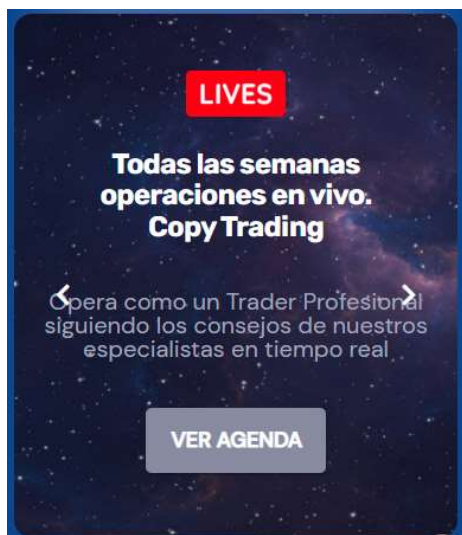 LIVES
Todas las semanas
operaciones en vivo.
Copy Trading
Opera como un Trader Profesional
siguiendo los consejos de nuestros
especialistas en tiempo real
VER AGENDA